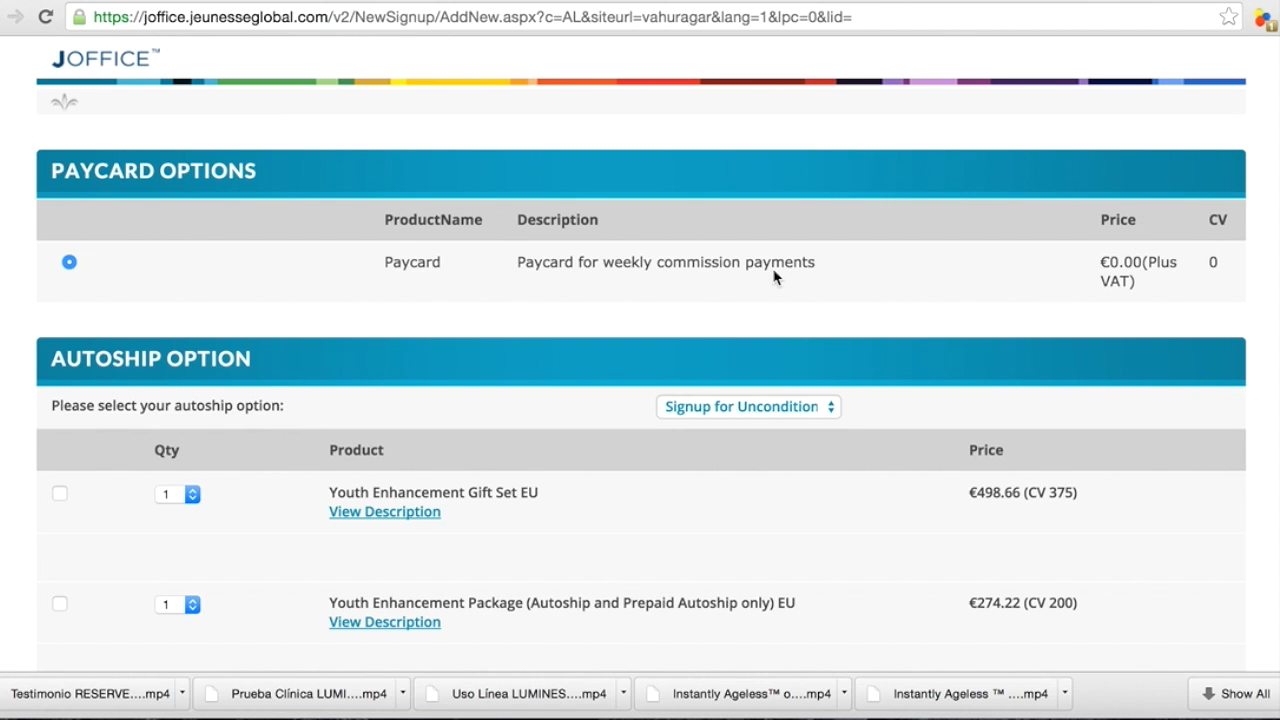 https://joffice.jeunesseglobal.com/v2/NewSignup/AddNew.aspx?c=AL&siteurl=vahuragar&lang=1&lpc=0&lid=
1
JOFFICE™
PAYCARD OPTIONS
ProductName Description Price CV
Paycard Paycard for weekly commission payments €0.00(Plus 0
VAT)
AUTOSHIP OPTION
Please select your autoship option: Signup for Uncondition
Qty Product Price
1 Youth Enhancement Gift Set EU €498.66 (CV 375)
View Description
1 Youth Enhancement Package (Autoship and Prepaid Autoship only) EU €274.22 (CV 200)
View Description
Testimonio RESERVE....mp4 Prueba Clínica LUMI....mp4 Uso Línea LUMINES....mp4 Instantly Ageless™ o....mp4 Instantly Ageless ™ ....mp4 Show All